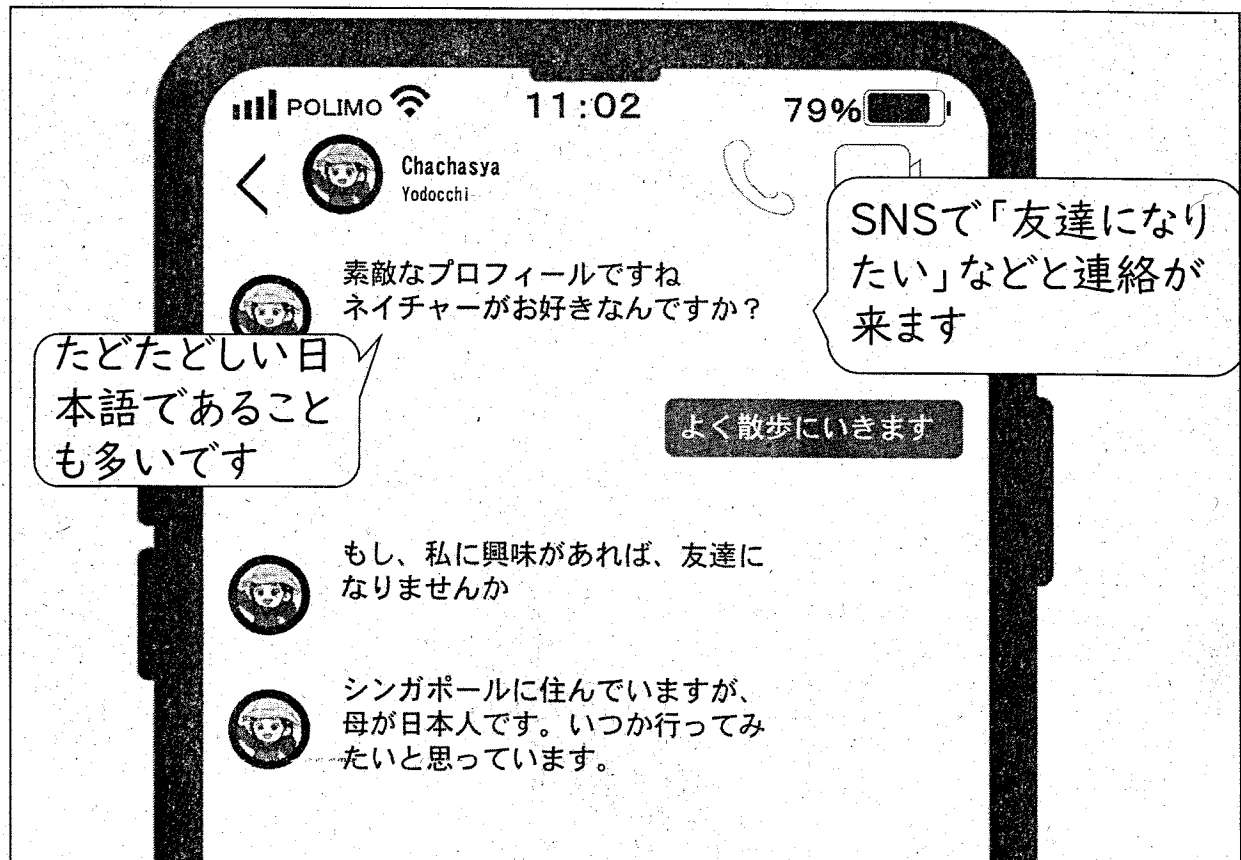 POLIMO 11:02 79%
Chachasya
Yodocchi
SNSで「友達になり
たい」などと連絡が
来ます
素敵なプロフィールですね
ネイチャーがお好きなんですか？
たどたどしい日
本語であること
も多いです
よく散歩にいきます
もし、私に興味があれば、友達に
なりませんか
シンガポールに住んでいますが、
母が日本人です。いつか行ってみ
たいと思っています。